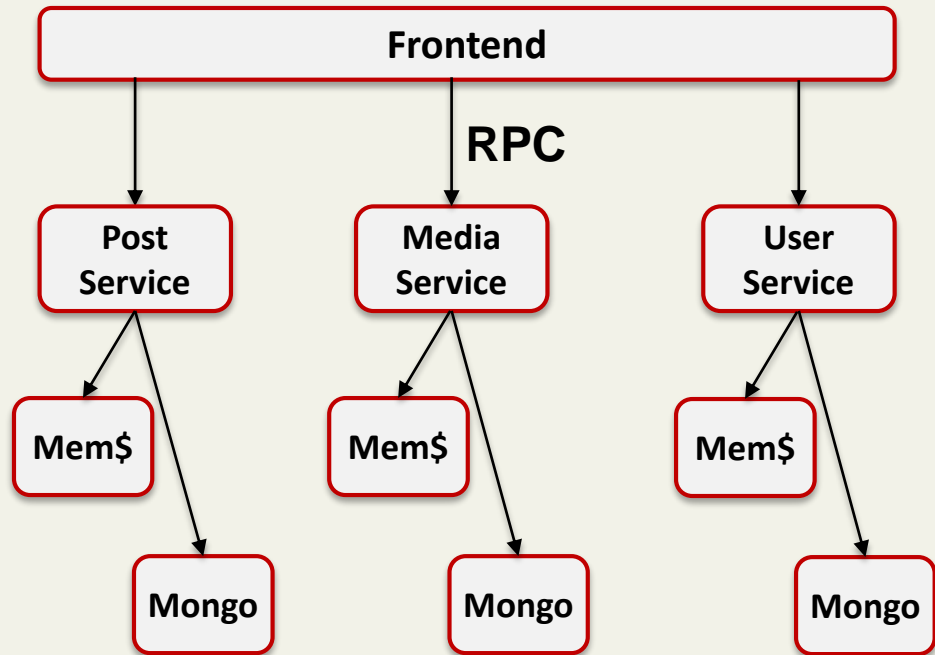 Frontend
RPC
Post
Service
Media
Service
User
Service
Mem$
Mem$
Mem$
Mongo
Mongo
Mongo